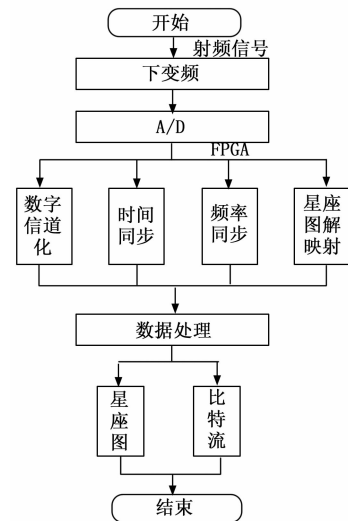 开始
射频信号
下变频
A/D
FPGA
数字
信道
化
时间
同步
频率
同步
星座
图解
映射
数据处理
星
座
图
比
特
流
结束